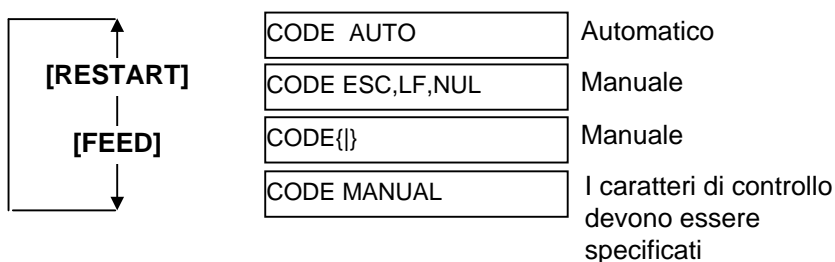 CODE AUTO Automatico
[RESTART]
CODE ESC,LF,NUL Manuale
[FEED]
CODE{|} Manuale
CODE MANUAL I caratteri di controllo
devono essere
specificati